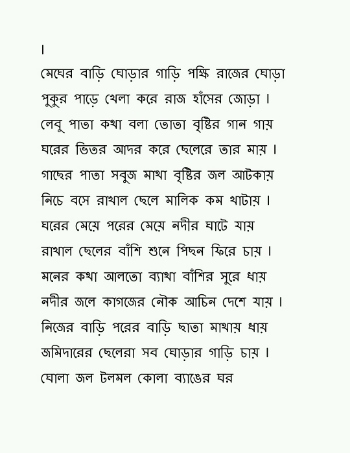 ।
মেঘের বাড়ি ঘোড়ার গাড়ি পঙ্খি রাজের ঘোড়া
পুকুর পাড়ে খেলা করে রাজ হাঁসের জোড়া ।
লেবু পাতা কথা বলা তোতা বৃষ্টির গান গায়
ঘরের ভিতর আদর করে ছেলেরে তার মায় ।
গাছের পাতা সবুজ মাথা বৃষ্টির জল আটকায়
নিচে বসে রাখাল ছেলে মালিক কম খাটায় ।
ঘরের মেয়ে পরের মেয়ে নদীর ঘাটে যায়
রাখাল ছেলের বাঁশি শুনে পিছন ফিরে চায় ।
মনের কথা আলতো ব্যাথা বাঁশির সুরে ধায়
নদীর জলে কাগজের নৌক আচিন দেশে যায় ।
নিজের বাড়ি পরের বাড়ি ছাতা মাথায় ধায়
জমিদারের ছেলেরা সব ঘোড়ার গাড়ি চায় ।
ঘোলা জল টলমল কোলা ব্যাঙের ঘর